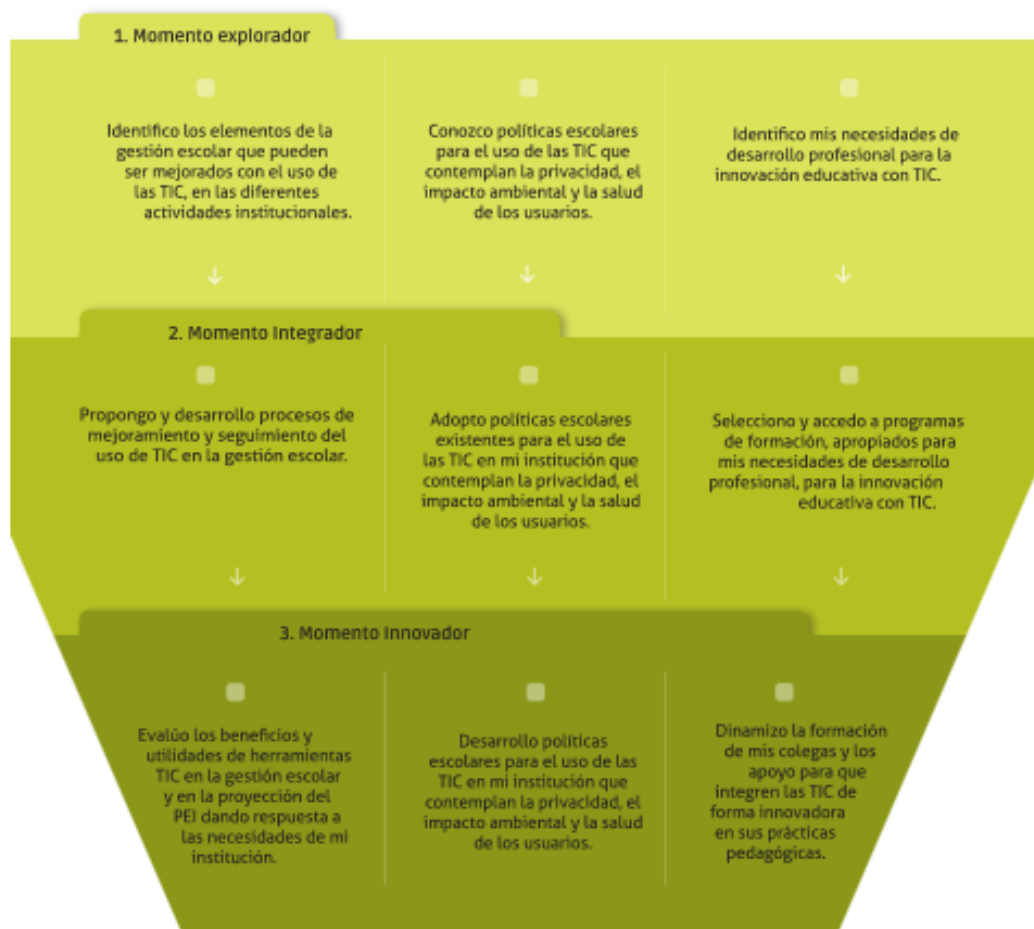 1. Momento explorador
Identifico los elementos de la
gestión escolar que pueden
ser mejorados con el uso de
las TIC, en las diferentes
actividades institucionales.
Conozco políticas escolares
para el uso de las TIC que
contemplan la privacidad, el
impacto ambiental y la salud
de los usuarios.
Identifico mis necesidades de
desarrollo profesional para la
innovación educativa con TIC.
2. Momento Integrador
Propongo y desarrollo procesos de
mejoramiento y seguimiento del
uso de TIC en la gestión escolar.
Adopto políticas escolares
existentes para el uso de
las TIC en mi institución que
contemplan la privacidad, el
impacto ambiental y la salud
de los usuarios.
Selecciono y accedo a programas
de formación, apropiados para
mis necesidades de desarrollo
profesional, para la innovación
educativa con TIC.
3. Momento Innovador
Evalúo los beneficios y
utilidades de herramientas
TIC en la gestión escolar
y en la proyección del
PEI dando respuesta a
las necesidades de mi
institución.
Desarrollo políticas
escolares para el uso de las
TIC en mi institución que
contemplan la privacidad, el
impacto ambiental y la salud
de los usuarios.
Dinamizo la formación
de mis colegas y los
apoyo para que
integren las TIC de
forma innovadora
en sus prácticas
pedagógicas.